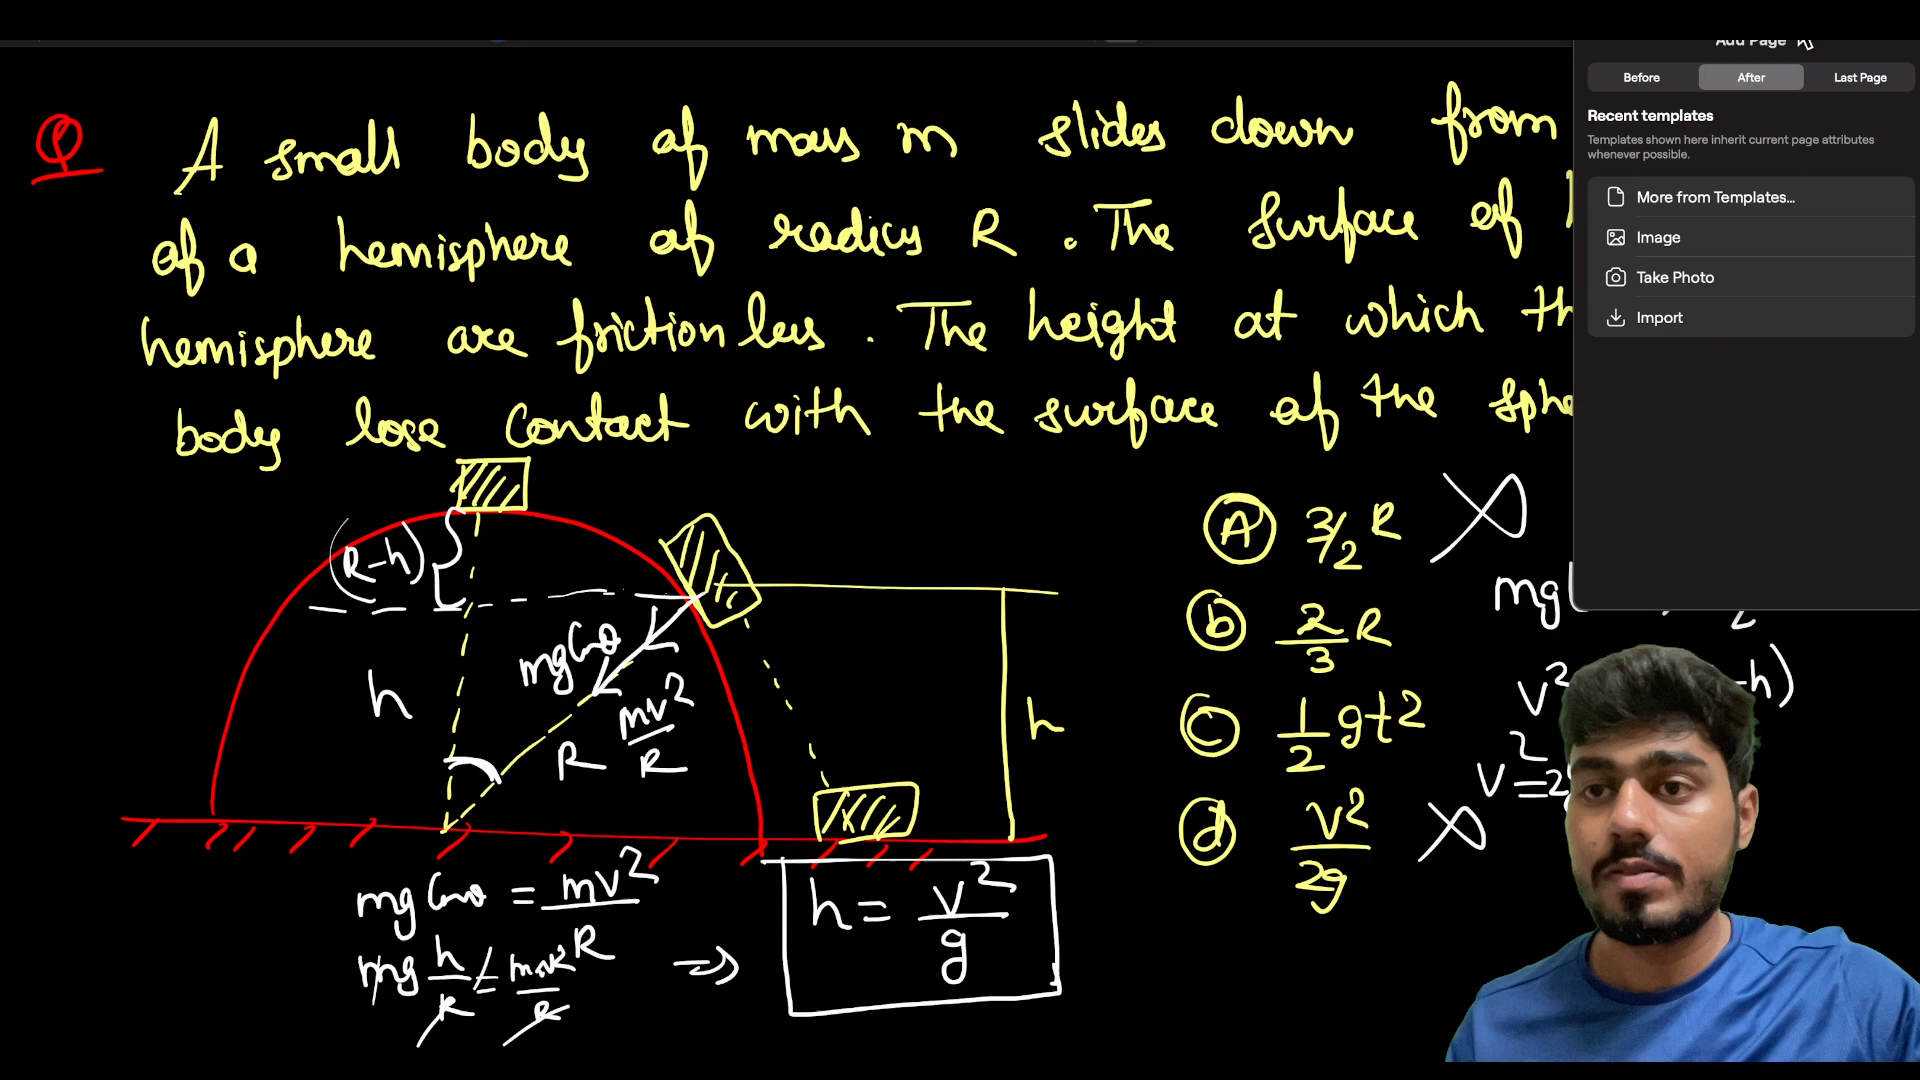 Add Page
Before After Last Page
Recent templates
Templates shown here inherit current page attributes
whenever possible.
More from Templates...
Image
Take Photo
Import
Q A small body of mass m slides down from
of a hemisphere of radius R. The surface of
hemisphere are frictionless. The height at which th
body lose contact with the surface of the sphe
(R-h)
h
mg Cosθ
mv²/R
R
h
(A) 3/2 R
(b) 2/3 R
(c) 1/2 gt²
(d) v²/2g
mg(
v² -h)
v² = 2
mg Cosθ = mv²/R
mg h/R = mv²/R
⇒ h = v²/g